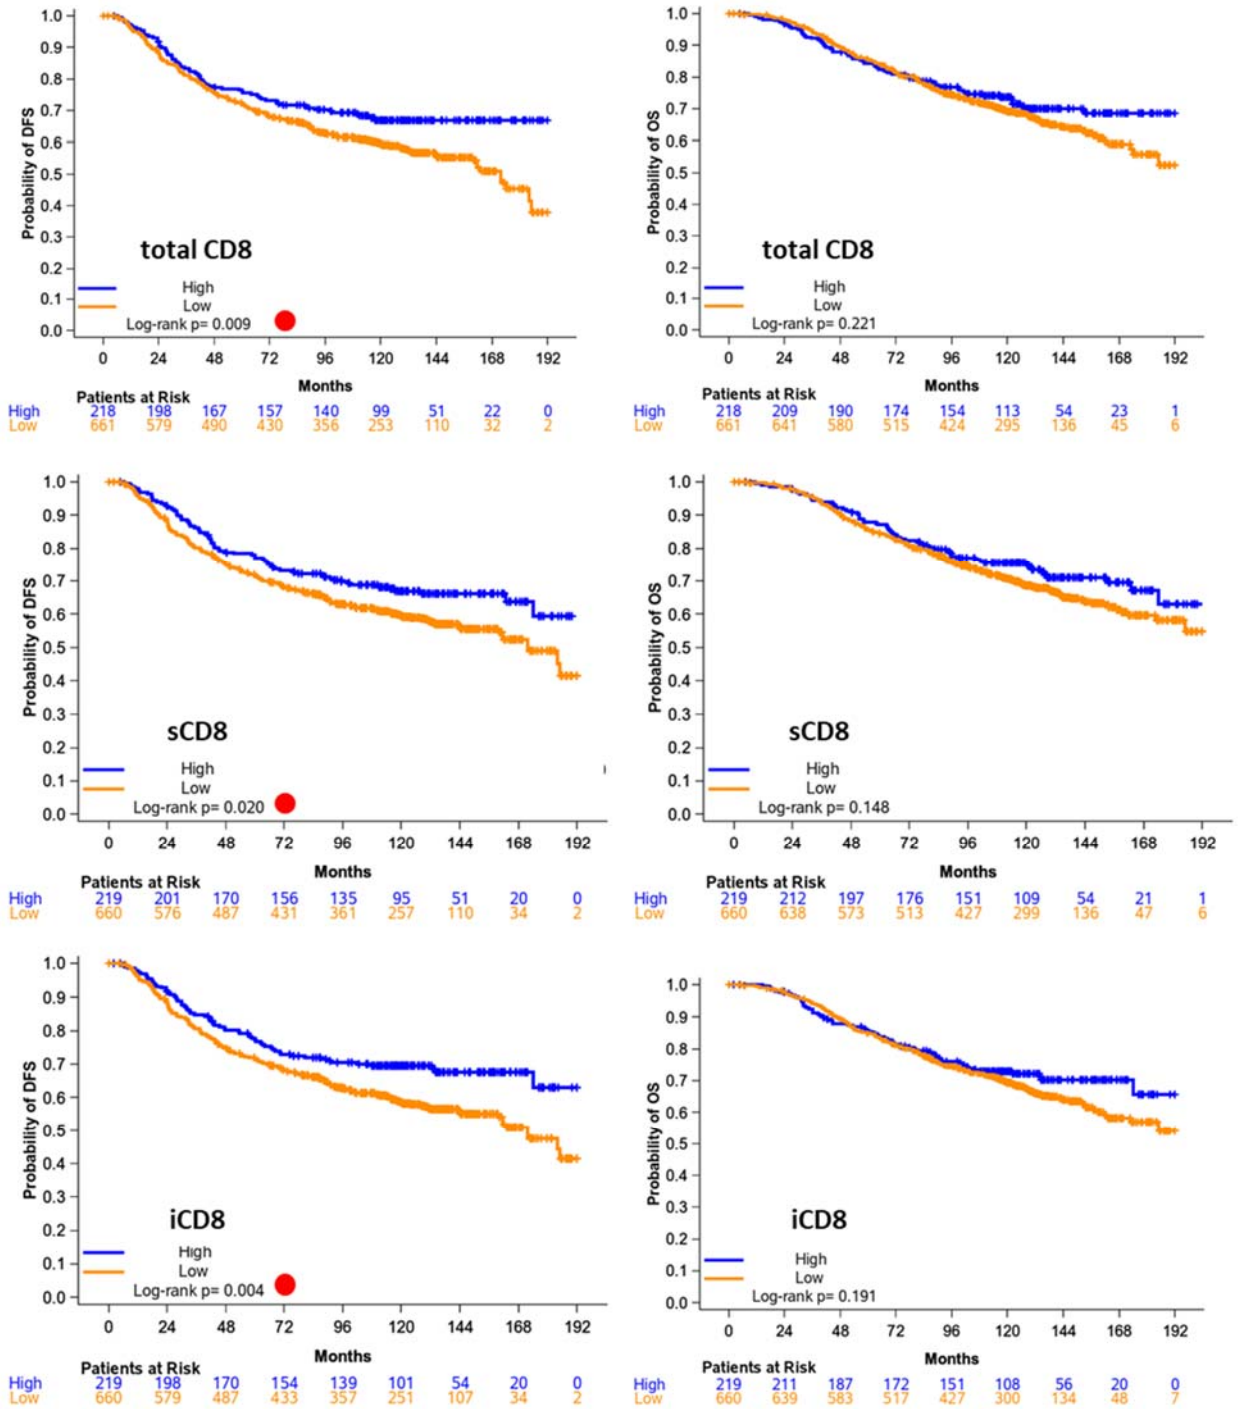 Probability of DFS
1.0
0.9
0.8
0.7
0.6
0.5
0.4
0.3
0.2
0.1
0.0
total CD8
High
Low
Log-rank p= 0.009
0 24 48 72 96 120 144 168 192
Months
Patients at Risk
High 218 198 167 157 140 99 51 22 0
Low 661 579 490 430 356 253 110 32 2
Probability of OS
1.0
0.9
0.8
0.7
0.6
0.5
0.4
0.3
0.2
0.1
0.0
total CD8
High
Low
Log-rank p= 0.221
0 24 48 72 96 120 144 168 192
Months
Patients at Risk
High 218 209 190 174 154 113 54 23 1
Low 661 641 580 515 424 295 136 45 6
Probability of DFS
1.0
0.9
0.8
0.7
0.6
0.5
0.4
0.3
0.2
0.1
0.0
sCD8
High
Low
Log-rank p= 0.020
0 24 48 72 96 120 144 168 192
Months
Patients at Risk
High 219 201 170 156 135 95 51 20 0
Low 660 576 487 431 361 257 110 34 2
)
Probability of OS
1.0
0.9
0.8
0.7
0.6
0.5
0.4
0.3
0.2
0.1
0.0
sCD8
High
Low
Log-rank p= 0.148
0 24 48 72 96 120 144 168 192
Months
Patients at Risk
High 219 212 197 176 151 109 54 21 1
Low 660 638 573 513 427 299 136 47 6
Probability of DFS
1.0
0.9
0.8
0.7
0.6
0.5
0.4
0.3
0.2
0.1
0.0
iCD8
High
Low
Log-rank p= 0.004
0 24 48 72 96 120 144 168 192
Months
Patients at Risk
High 219 198 170 154 139 101 54 20 0
Low 660 579 487 433 357 251 107 34 2
Probability of OS
1.0
0.9
0.8
0.7
0.6
0.5
0.4
0.3
0.2
0.1
0.0
iCD8
High
Low
Log-rank p= 0.191
0 24 48 72 96 120 144 168 192
Months
Patients at Risk
High 219 211 187 172 151 108 56 20 0
Low 660 639 583 517 427 300 134 48 7